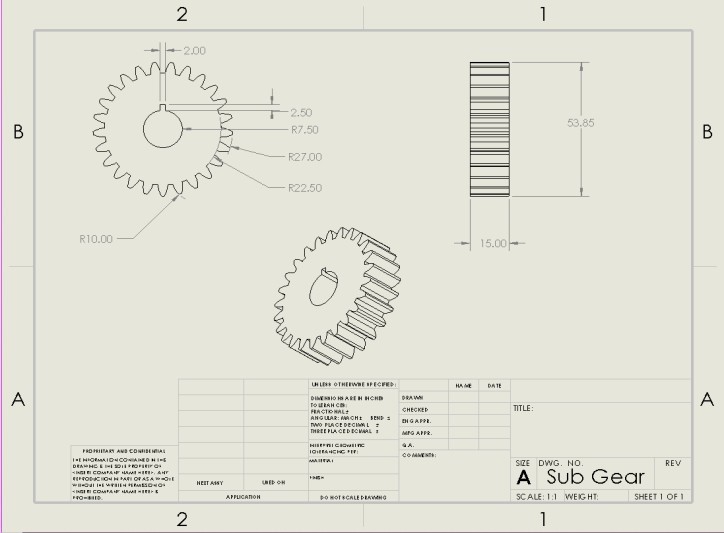 2
1
2.00
B
B
2.50
R7.50
53.85
R27.00
R22.50
R10.00
15.00
A
A
UNLESS OTHERWISE SPECIFIED:
NAME
DATE
DIMENSIONS ARE IN INCHES
TOLERANCES:
FRACTIONAL ±
ANGULAR: MACH ± BEND ±
TWO PLACE DECIMAL ±
THREE PLACE DECIMAL ±
DRAWN
CHECKED
ENG APPR.
MFG APPR.
Q.A.
COMMENTS:
TITLE:
PROPRIETARY AND CONFIDENTIAL
THE INFORMATION CONTAINED IN THIS
DRAWING IS THE SOLE PROPERTY OF
<INSERT COMPANY NAME HERE>. ANY
REPRODUCTION IN PART OR AS A WHOLE
WITHOUT THE WRITTEN PERMISSION OF
<INSERT COMPANY NAME HERE> IS
PROHIBITED.
INTERPRET GEOMETRIC
TOLERANCING PER:
MATERIAL
FINISH
NEXT ASSY
USED ON
APPLICATION
DO NOT SCALE DRAWING
SIZE
DWG. NO.
REV
A
Sub Gear
SCALE: 1:1
WEIGHT:
SHEET 1 OF 1
2
1